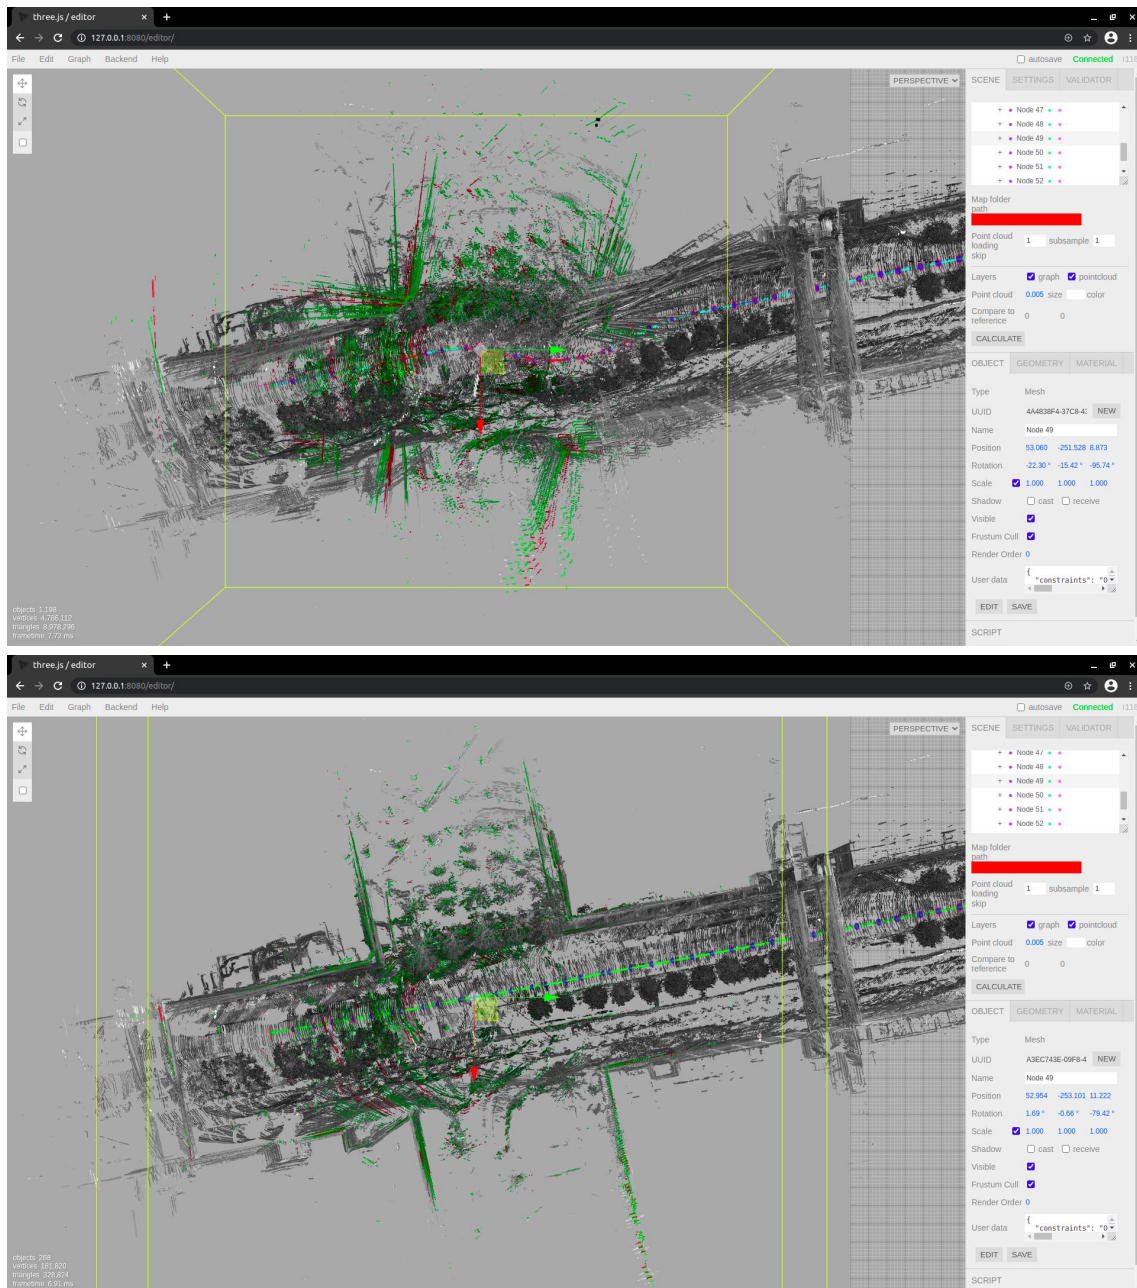 three.js / editor × +
127.0.0.1:8080/editor/
File Edit Graph Backend Help
autosave Connected
PERSPECTIVE
SCENE SETTINGS VALIDATOR
+ Node 47
+ Node 48
+ Node 49
+ Node 50
+ Node 51
+ Node 52
Map folder
path
Point cloud
loading
skip
1 subsample 1
Layers graph pointcloud
Point cloud 0.005 size color
Compare to
reference
0 0
CALCULATE
OBJECT GEOMETRY MATERIAL
Type Mesh
UUID 4A4838F4-37C8-4 NEW
Name Node 49
Position 53.060 -251.528 8.873
Rotation -22.30 ° -15.42 ° -95.74 °
Scale 1.000 1.000 1.000
Shadow cast receive
Visible
Frustum Cull
Render Order 0
User data
{
"constraints": "0
EDIT SAVE
SCRIPT
objects 1,198
vertices 4,766,112
triangles 8,978,296
frametime 7.72 ms
three.js / editor × +
127.0.0.1:8080/editor/
File Edit Graph Backend Help
autosave Connected
PERSPECTIVE
SCENE SETTINGS VALIDATOR
+ Node 47
+ Node 48
+ Node 49
+ Node 50
+ Node 51
+ Node 52
Map folder
path
Point cloud
loading
skip
1 subsample 1
Layers graph pointcloud
Point cloud 0.005 size color
Compare to
reference
0 0
CALCULATE
OBJECT GEOMETRY MATERIAL
Type Mesh
UUID A3EC743E-09F8-4 NEW
Name Node 49
Position 52.954 -253.101 11.222
Rotation 1.69 ° -0.66 ° -79.42 °
Scale 1.000 1.000 1.000
Shadow cast receive
Visible
Frustum Cull
Render Order 0
User data
{
"constraints": "0
EDIT SAVE
SCRIPT
objects 268
vertices 161,820
triangles 328,824
frametime 6.91 ms